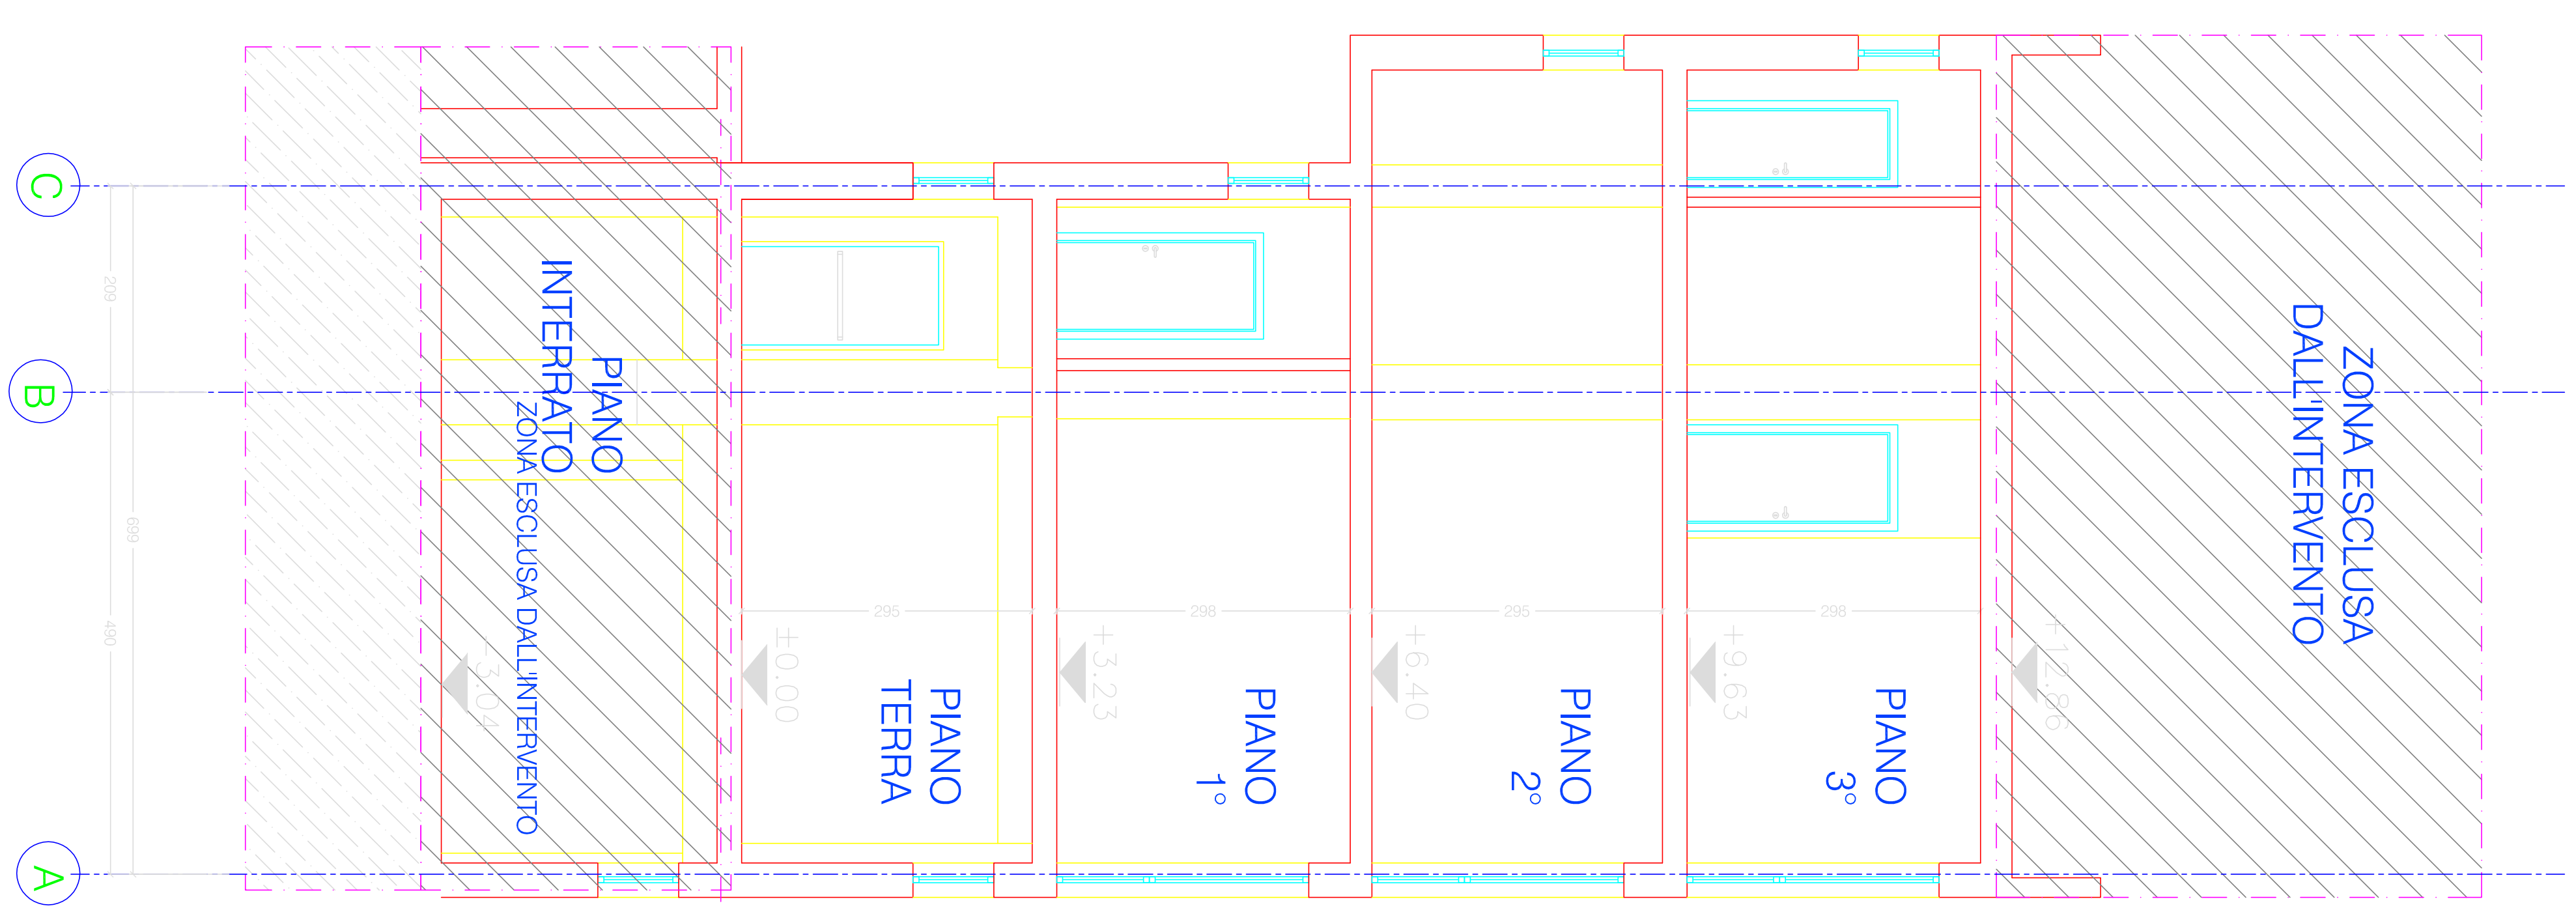 ZONA ESCLUSA
DALL'INTERVENTO
+12.86
PIANO
3°
+9.63
298
PIANO
2°
+6.40
295
PIANO
1°
+3.23
298
PIANO
TERRA
±0.00
295
PIANO
INTERRATO
ZONA ESCLUSA DALL'INTERVENTO
-3.04
699
490
209
A
B
C